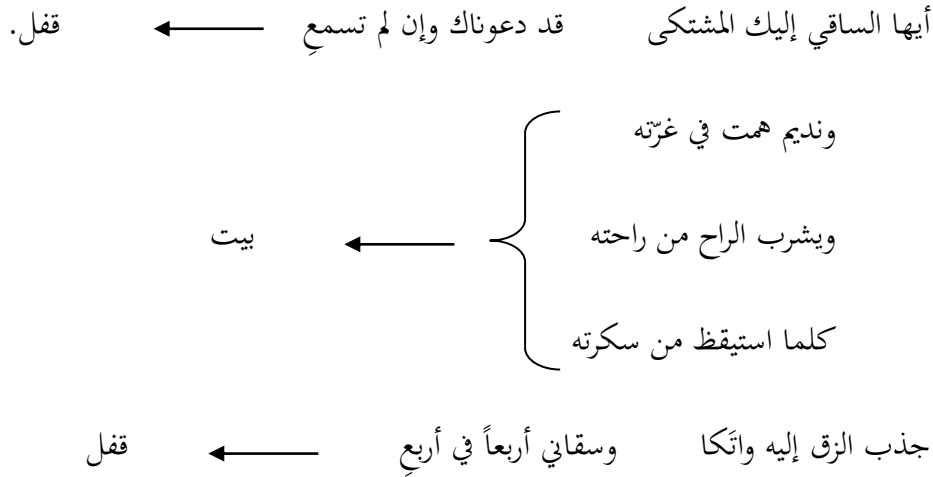 أيها الساقي إليك المشتكى قد دعوناك وإن لم تسمعِ قفل.
ونديم همت في غرّته
ويشرب الراح من راحته بيت
كلما استيقظ من سكرته
جذب الزق إليه واتَكا وسقاني أربعاً في أربعِ قفل